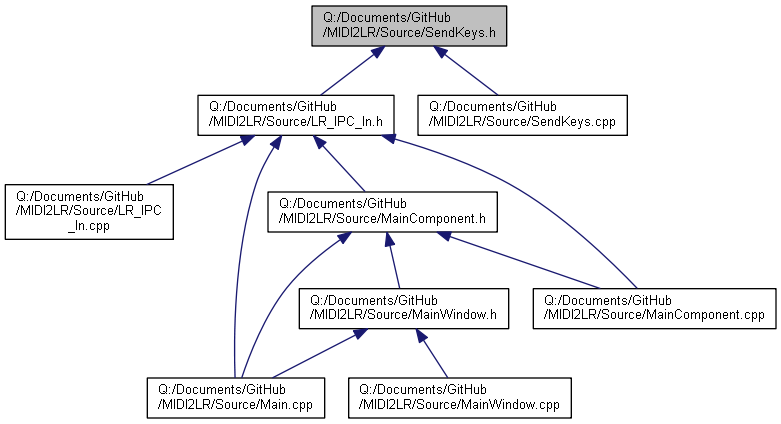 Q:/Documents/GitHub
/MIDI2LR/Source/SendKeys.h
Q:/Documents/GitHub
/MIDI2LR/Source/LR_IPC_In.h
Q:/Documents/GitHub
/MIDI2LR/Source/SendKeys.cpp
Q:/Documents/GitHub
/MIDI2LR/Source/LR_IPC
_In.cpp
Q:/Documents/GitHub
/MIDI2LR/Source/MainComponent.h
Q:/Documents/GitHub
/MIDI2LR/Source/MainWindow.h
Q:/Documents/GitHub
/MIDI2LR/Source/MainComponent.cpp
Q:/Documents/GitHub
/MIDI2LR/Source/Main.cpp
Q:/Documents/GitHub
/MIDI2LR/Source/MainWindow.cpp